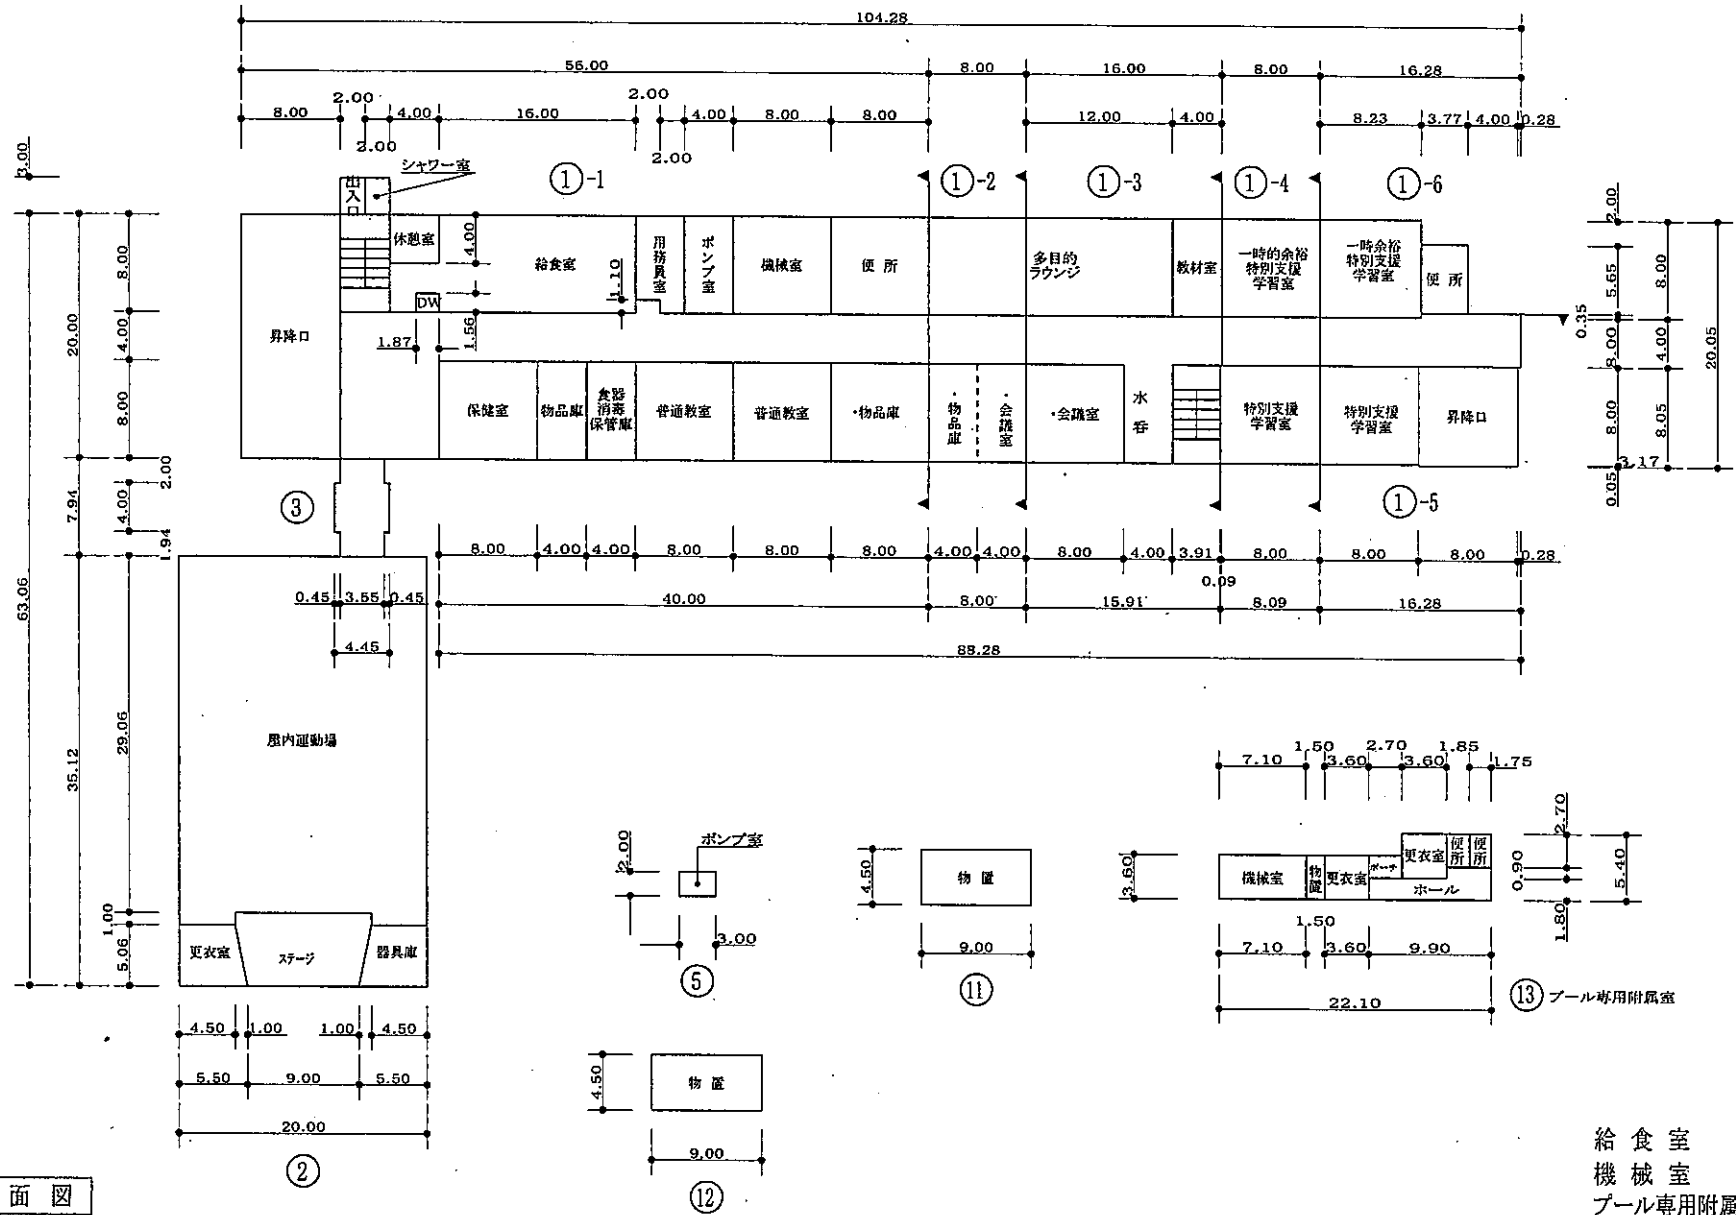 104.28
56.00 8.00 16.00 8.00 16.28
8.00 2.00 2.00 4.00 16.00 2.00 2.00 4.00 8.00 8.00 12.00 4.00 8.23 3.77 4.00 0.28
3.00
シャワー室
①-1 ①-2 ①-3 ①-4 ①-6
出入口
休憩室
4.00
給食室
1.10
用務員室
ポンプ室
機械室
便所
多目的
ラウンジ
教材室
一時的余裕
特別支援
学習室
一時余裕
特別支援
学習室
便所
2.00
5.65
8.00
0.35
8.00
4.00
20.05
8.00
8.05
3.17
0.05
63.06
20.00
8.00
4.00
8.00
昇降口
DW
1.87
1.56
保健室
物品庫
食器
消毒
保管庫
普通教室
普通教室
・物品庫
・物品庫
・会議室
・会議室
水呑
特別支援
学習室
特別支援
学習室
昇降口
7.94
2.00
4.00
1.94
③
①-5
8.00 4.00 4.00 8.00 8.00 8.00 4.00 4.00 8.00 4.00 3.91 8.00 8.00 8.00 0.28
0.09
0.45 3.55 0.45
40.00 8.00 15.91 8.09 16.28
4.45
88.28
35.12
29.06
屋内運動場
1.00
5.06
更衣室
ステージ
器具庫
4.50 1.00 1.00 4.50
5.50 9.00 5.50
20.00
②
2.00
ポンプ室
3.00
⑤
4.50
物置
9.00
⑪
4.50
物置
9.00
⑫
7.10 1.50 3.60 2.70 3.60 1.85 1.75
3.60
機械室
物置
更衣室
ポーチ
更衣室
便所
便所
ホール
2.70
0.90
5.40
1.80
7.10 1.50 3.60 9.90
22.10
⑬ プール専用附属室
面図
給食室
機械室
プール専用附属